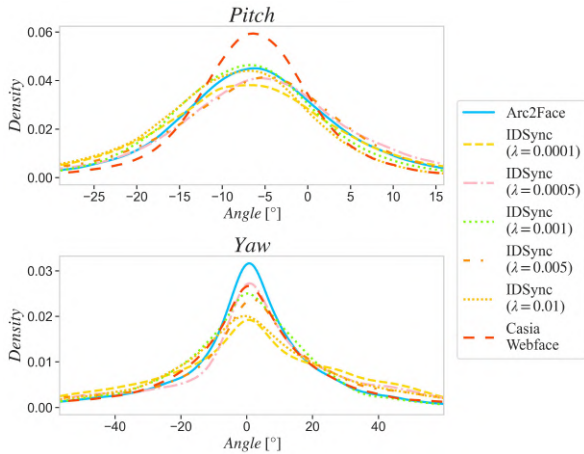 Pitch
0.06
0.04
0.02
0.00
Density
−25 −20 −15 −10 −5 0 5 10 15
Angle [°]
Yaw
0.03
0.02
0.01
0.00
Density
−40 −20 0 20 40
Angle [°]
Arc2Face
IDSync
(λ=0.0001)
IDSync
(λ=0.0005)
IDSync
(λ=0.001)
IDSync
(λ=0.005)
IDSync
(λ=0.01)
Casia
Webface